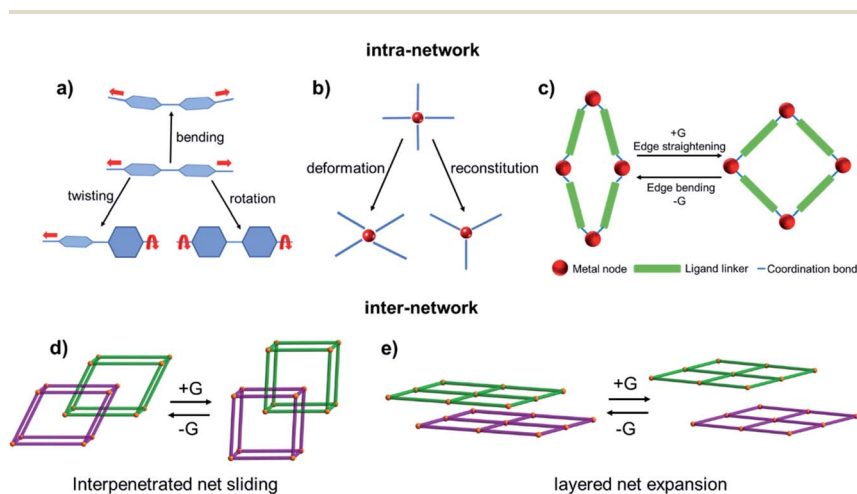 intra-network
a)
bending
twisting
rotation
b)
deformation
reconstitution
c)
+G
Edge straightening
Edge bending
-G
Metal node
Ligand linker
Coordination bond
inter-network
d)
+G
-G
Interpenetrated net sliding
e)
+G
-G
layered net expansion